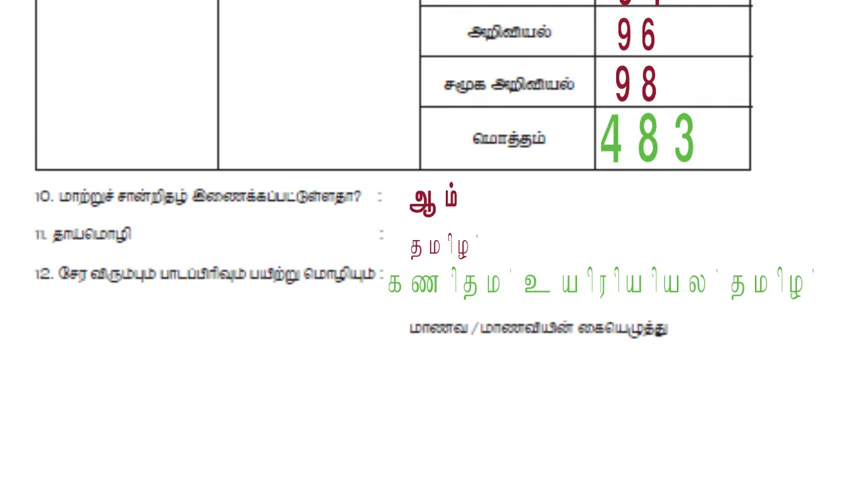 அறிவியல் 96
சமூக அறிவியல் 98
மொத்தம் 483
10. மாற்றுச் சான்றிதழ் இணைக்கப்பட்டுள்ளதா? : ஆம்
11. தாய்மொழி : தமிழ்
12. சேர விரும்பும் பாடப்பிரிவும் பயிற்று மொழியும் : கணிதம் உயிரியியல் தமிழ்
மாணவ / மாணவியின் கையெழுத்து